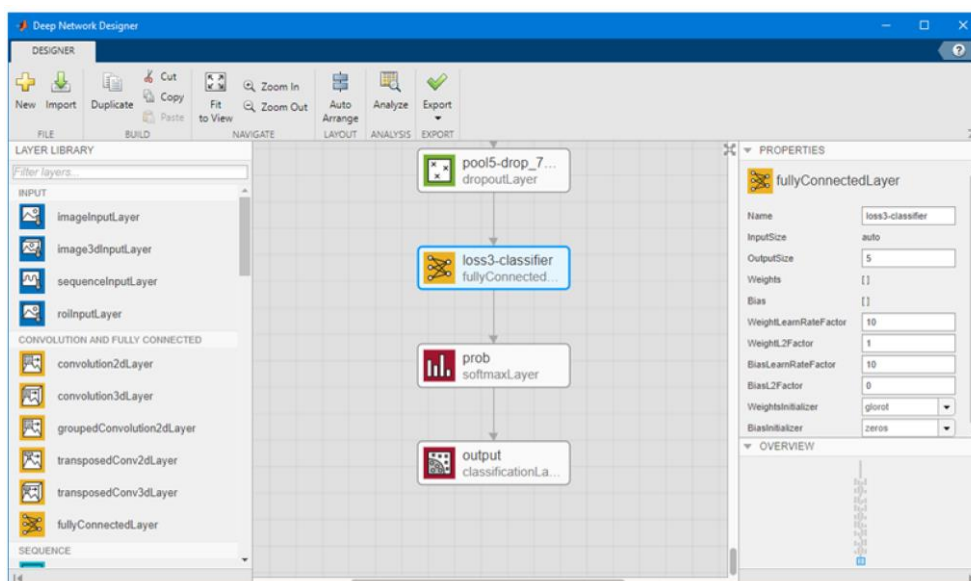 Deep Network Designer
DESIGNER
New Import Duplicate Cut Copy Paste Fit to View Zoom In Zoom Out Auto Arrange Analyze Export
FILE BUILD NAVIGATE LAYOUT ANALYSIS EXPORT
LAYER LIBRARY
Filter layers...
INPUT
imageInputLayer
image3dInputLayer
sequenceInputLayer
roiInputLayer
CONVOLUTION AND FULLY CONNECTED
convolution2dLayer
convolution3dLayer
groupedConvolution2dLayer
transposedConv2dLayer
transposedConv3dLayer
fullyConnectedLayer
SEQUENCE
pool5-drop_7...
dropoutLayer
loss3-classifier
fullyConnected...
prob
softmaxLayer
output
classificationLa...
PROPERTIES
fullyConnectedLayer
Name loss3-classifier
InputSize auto
OutputSize 5
Weights []
Bias []
WeightLearnRateFactor 10
WeightL2Factor 1
BiasLearnRateFactor 10
BiasL2Factor 0
WeightsInitializer glorot
BiasInitializer zeros
OVERVIEW